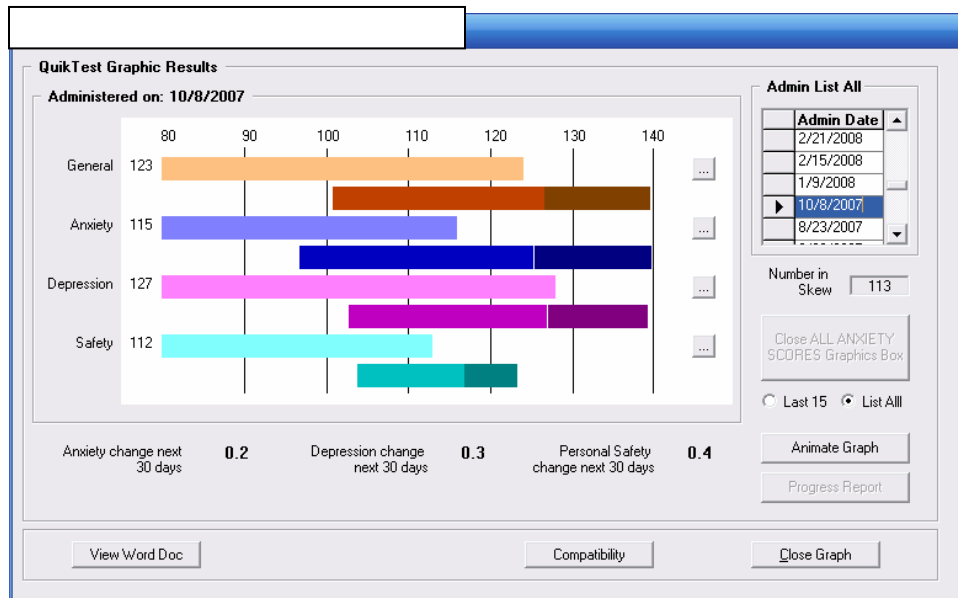 QuikTest Graphic Results
Administered on: 10/8/2007
80 90 100 110 120 130 140
General 123
...
Anxiety 115
...
Depression 127
...
Safety 112
...
Anxiety change next
30 days
0.2
Depression change
next 30 days
0.3
Personal Safety
change next 30 days
0.4
Admin List All
Admin Date
2/21/2008
2/15/2008
1/9/2008
10/8/2007
8/23/2007
Number in
Skew
113
Close ALL ANXIETY
SCORES Graphics Box
Last 15 List Alll
Animate Graph
Progress Report
View Word Doc
Compatibility
Close Graph